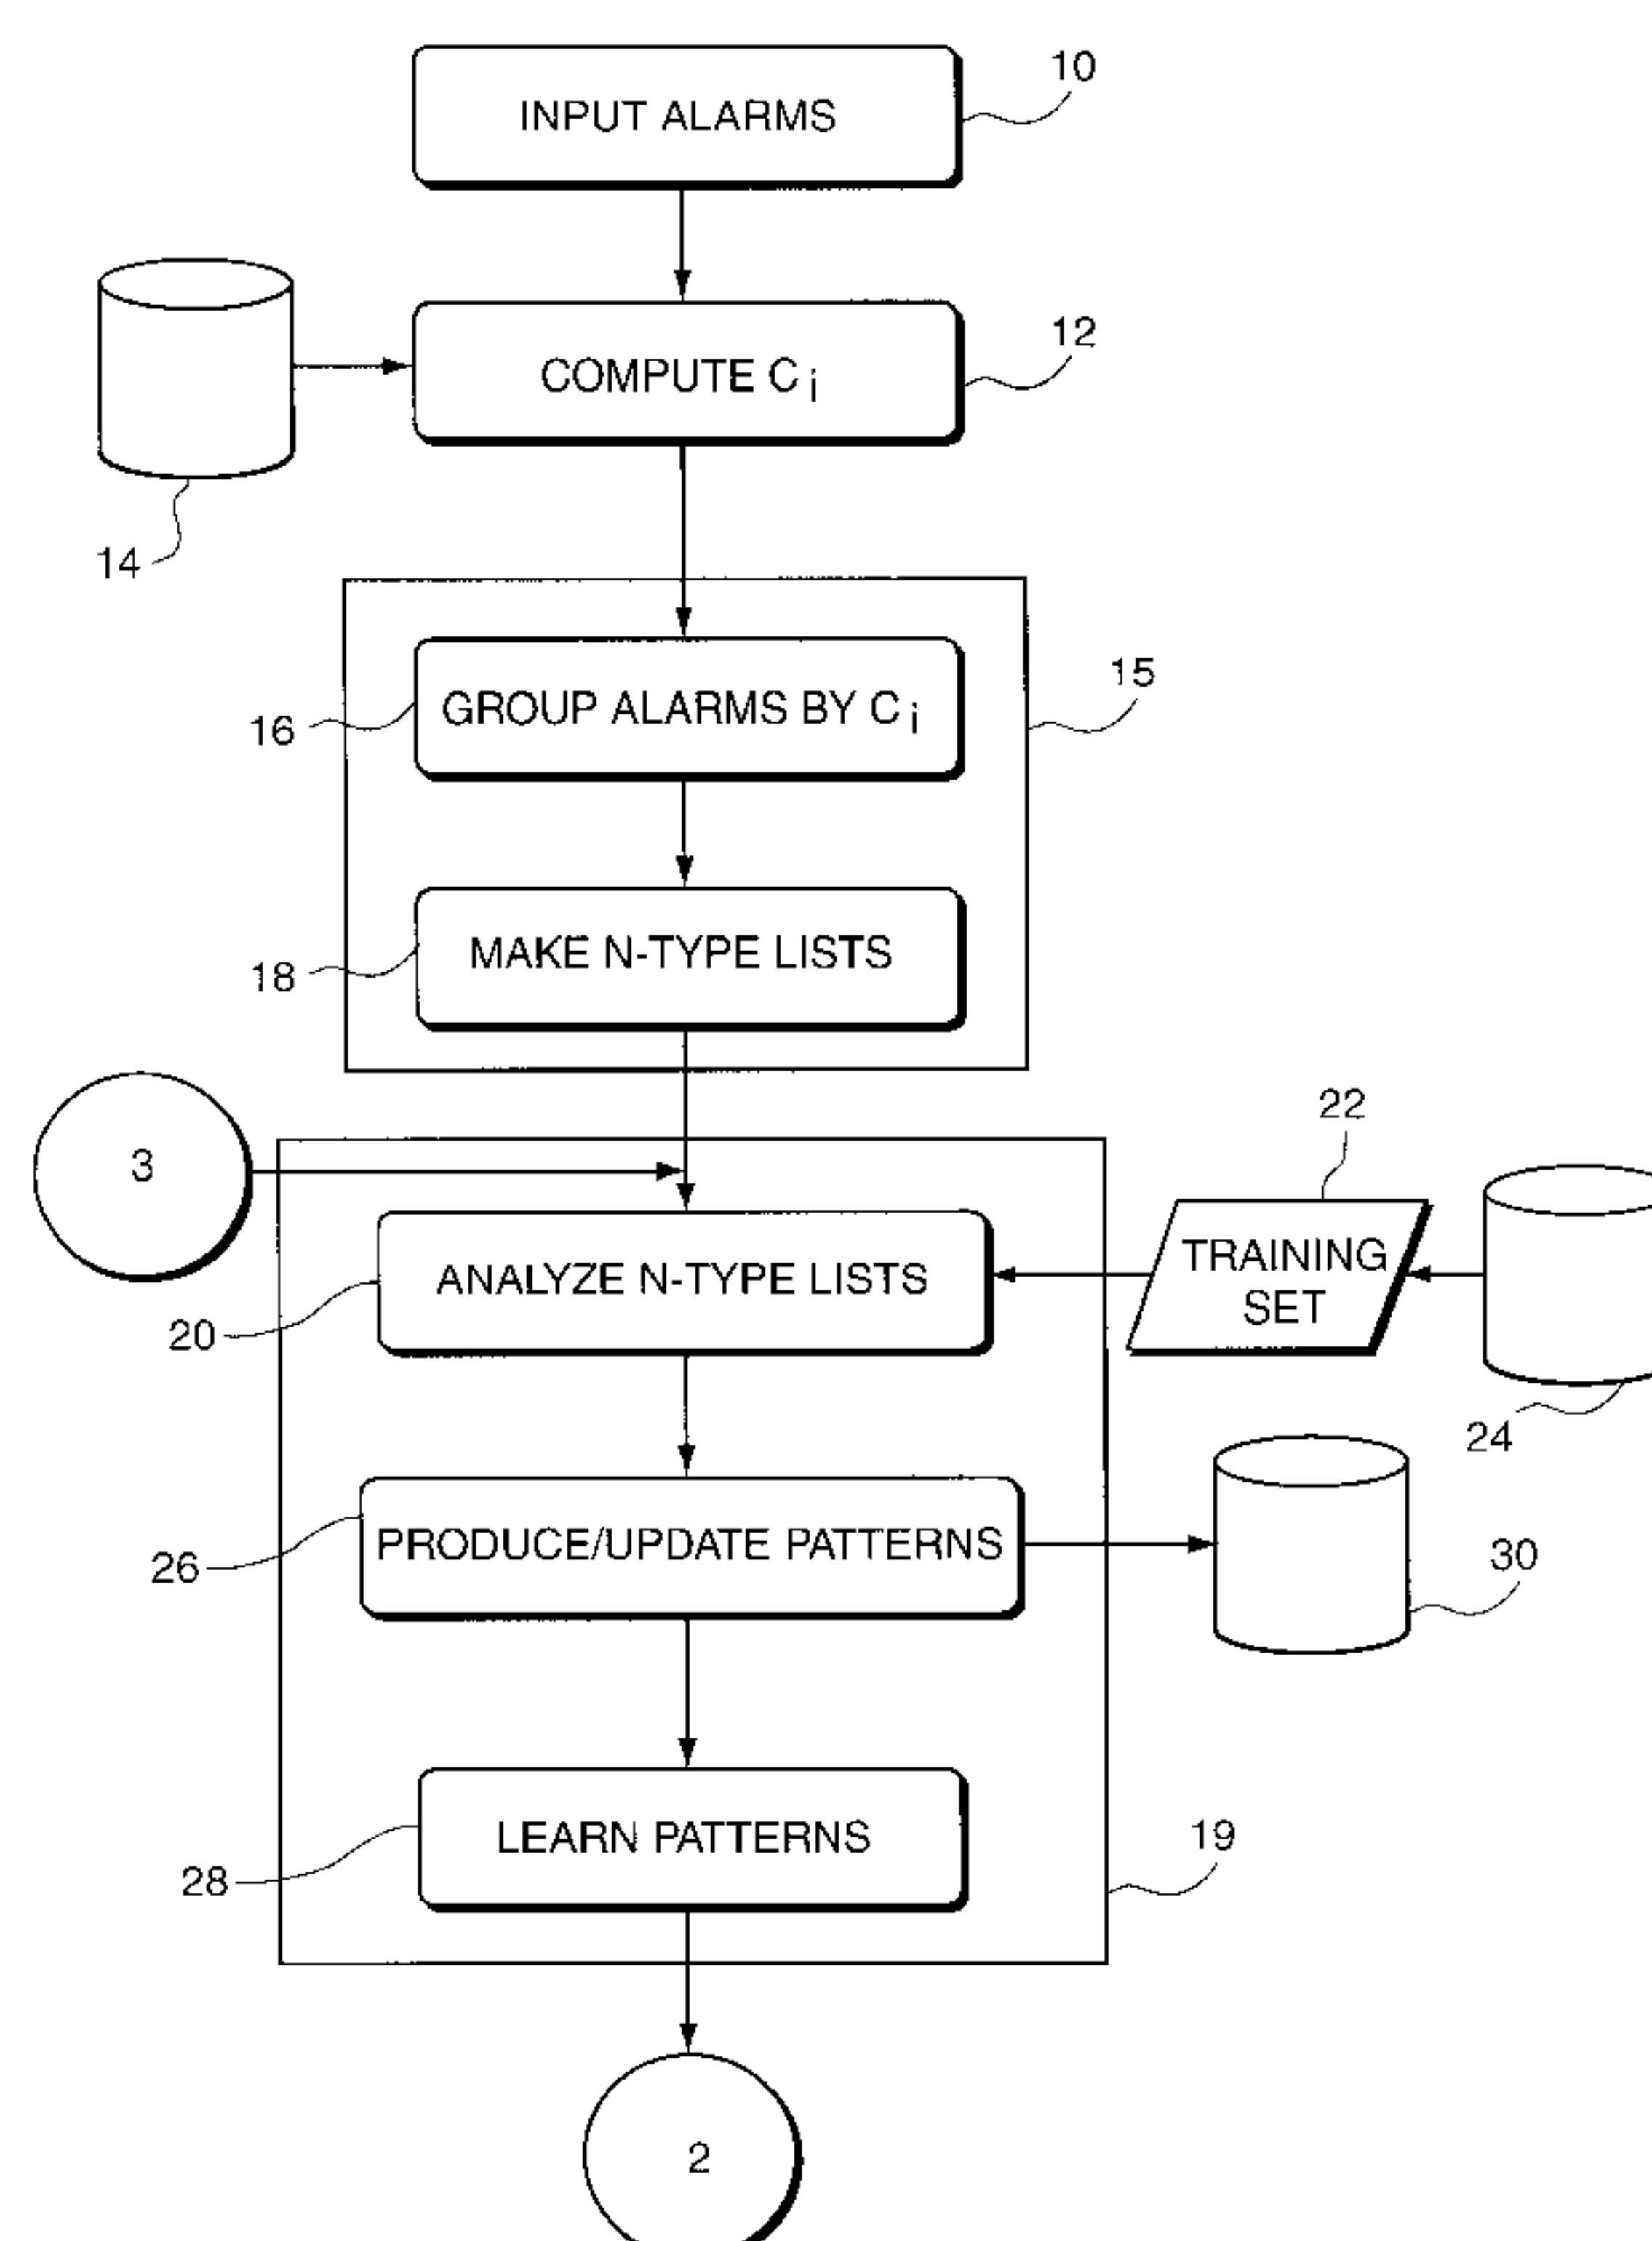 INPUT ALARMS
10
COMPUTE C i
12
14
GROUP ALARMS BY C i
15
16
MAKE N-TYPE LISTS
18
3
22
TRAINING
SET
ANALYZE N-TYPE LISTS
20
24
PRODUCE/UPDATE PATTERNS
26
30
LEARN PATTERNS
19
28
2